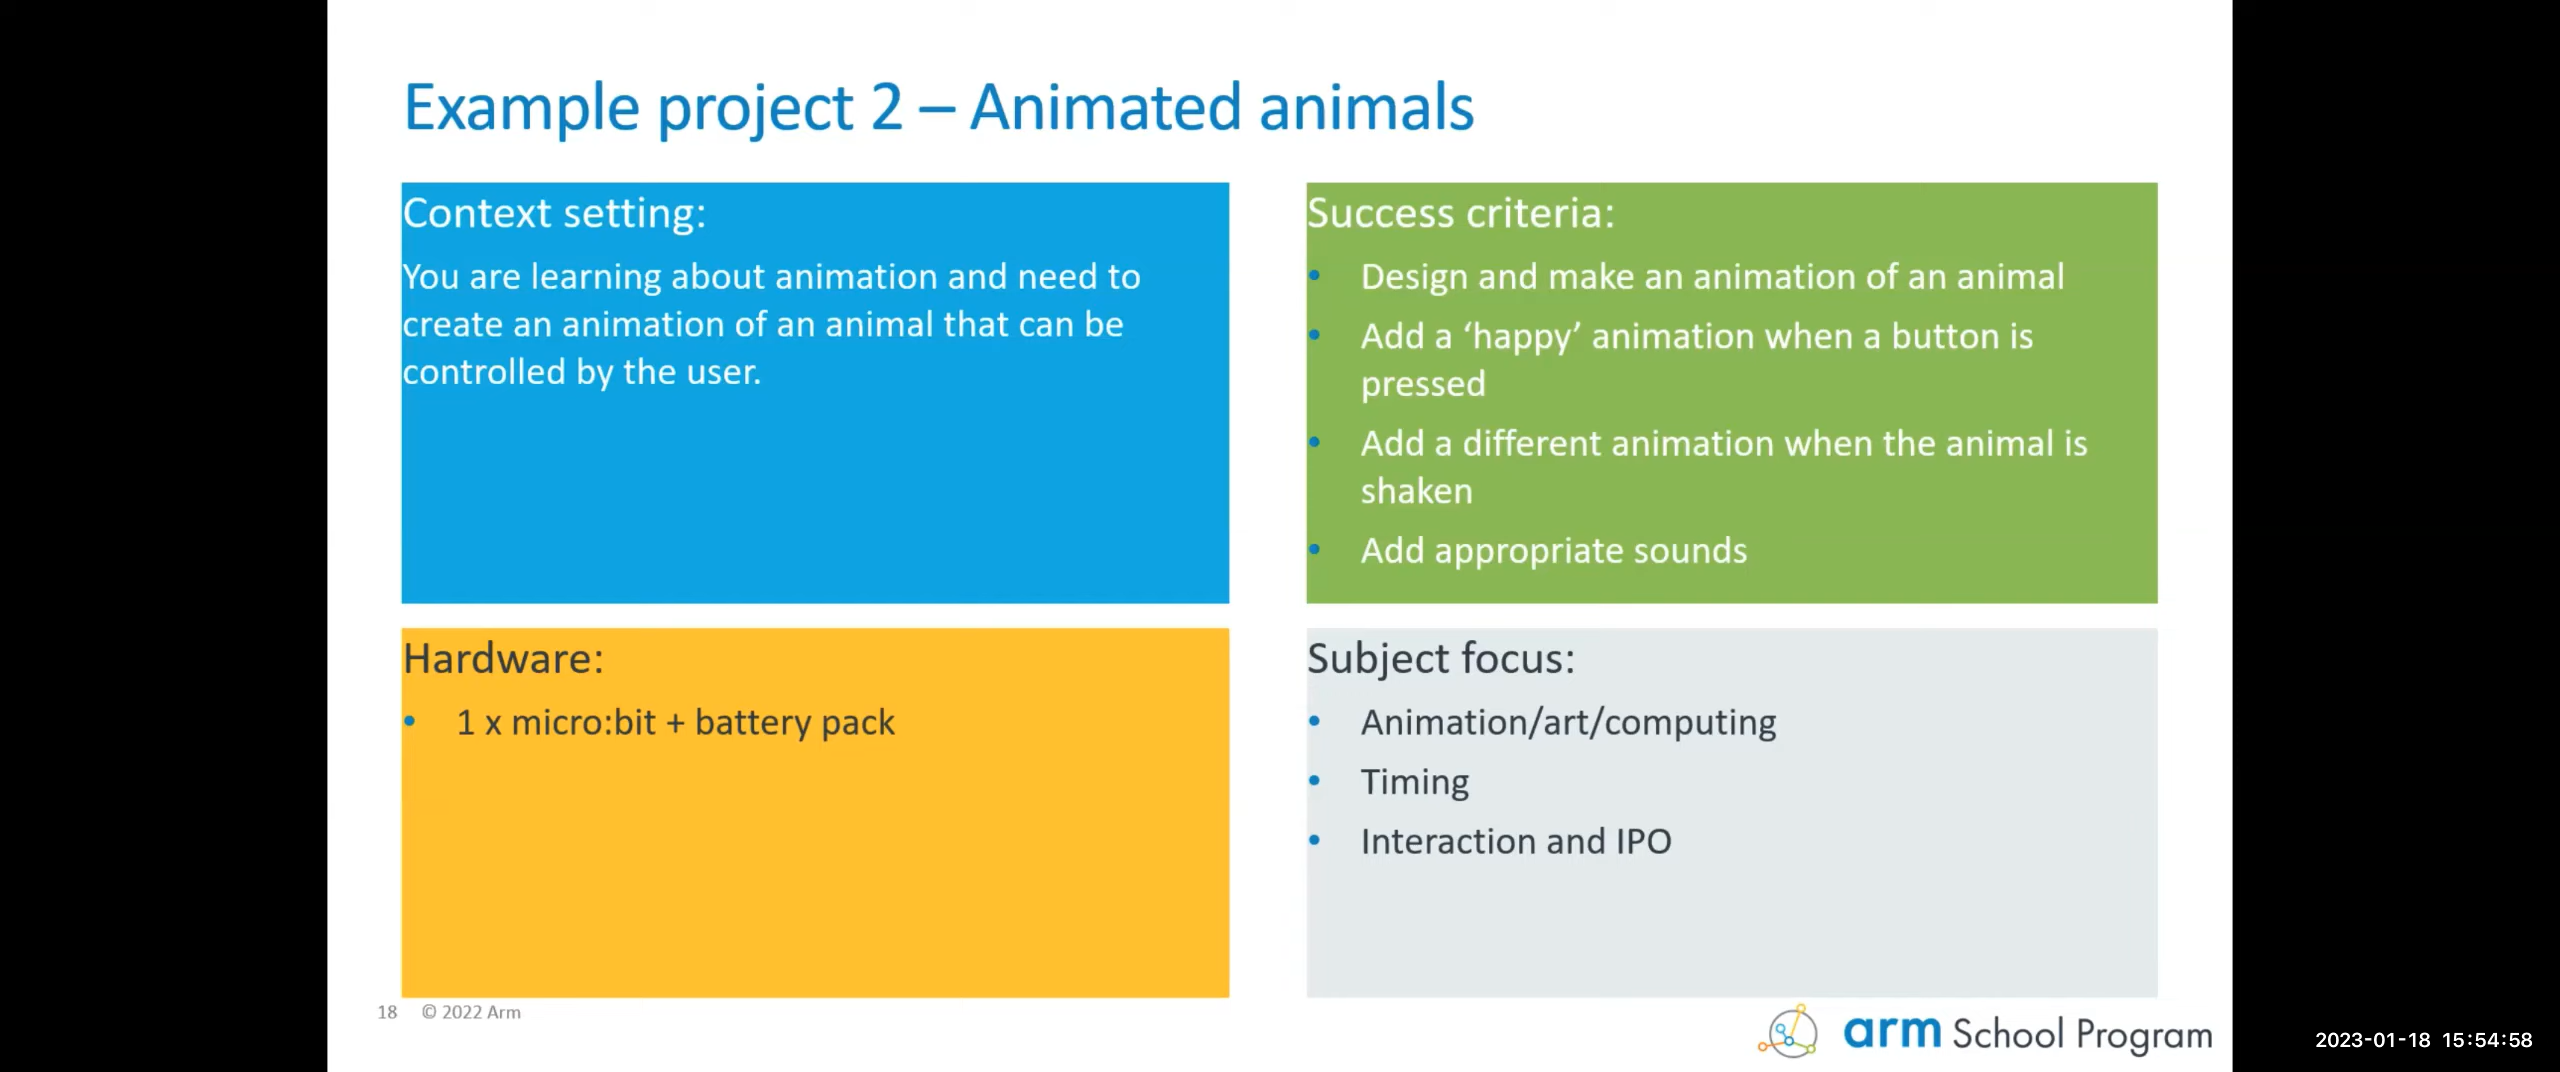 Example project 2 – Animated animals
Context setting:
You are learning about animation and need to
create an animation of an animal that can be
controlled by the user.
Success criteria:
• Design and make an animation of an animal
• Add a ‘happy’ animation when a button is
pressed
• Add a different animation when the animal is
shaken
• Add appropriate sounds
Hardware:
• 1 x micro:bit + battery pack
Subject focus:
• Animation/art/computing
• Timing
• Interaction and IPO
18 © 2022 Arm
arm School Program
2023-01-18 15:54:58